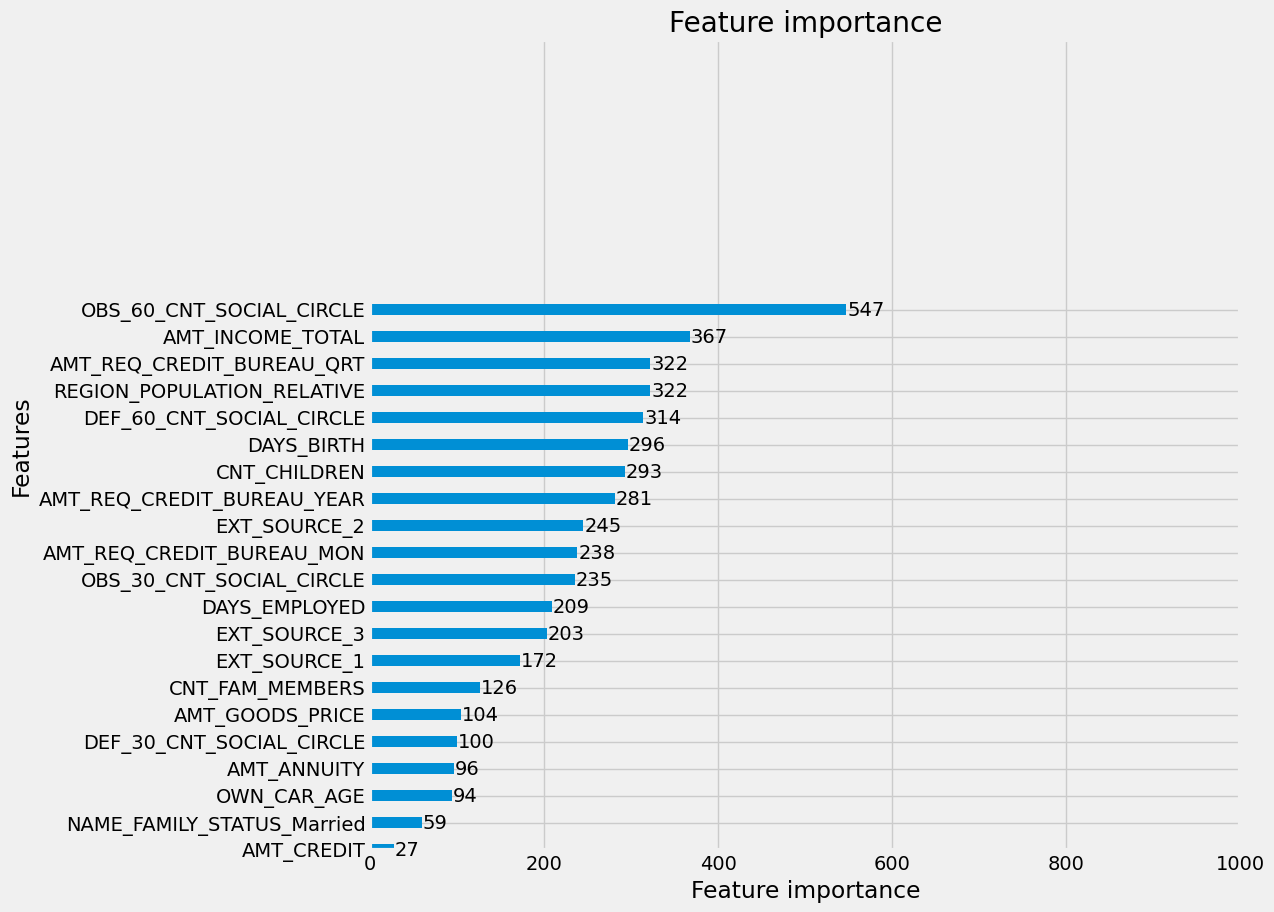 Feature importance
Features
OBS_60_CNT_SOCIAL_CIRCLE 547
AMT_INCOME_TOTAL 367
AMT_REQ_CREDIT_BUREAU_QRT 322
REGION_POPULATION_RELATIVE 322
DEF_60_CNT_SOCIAL_CIRCLE 314
DAYS_BIRTH 296
CNT_CHILDREN 293
AMT_REQ_CREDIT_BUREAU_YEAR 281
EXT_SOURCE_2 245
AMT_REQ_CREDIT_BUREAU_MON 238
OBS_30_CNT_SOCIAL_CIRCLE 235
DAYS_EMPLOYED 209
EXT_SOURCE_3 203
EXT_SOURCE_1 172
CNT_FAM_MEMBERS 126
AMT_GOODS_PRICE 104
DEF_30_CNT_SOCIAL_CIRCLE 100
AMT_ANNUITY 96
OWN_CAR_AGE 94
NAME_FAMILY_STATUS_Married 59
AMT_CREDIT 27
0 200 400 600 800 1000
Feature importance